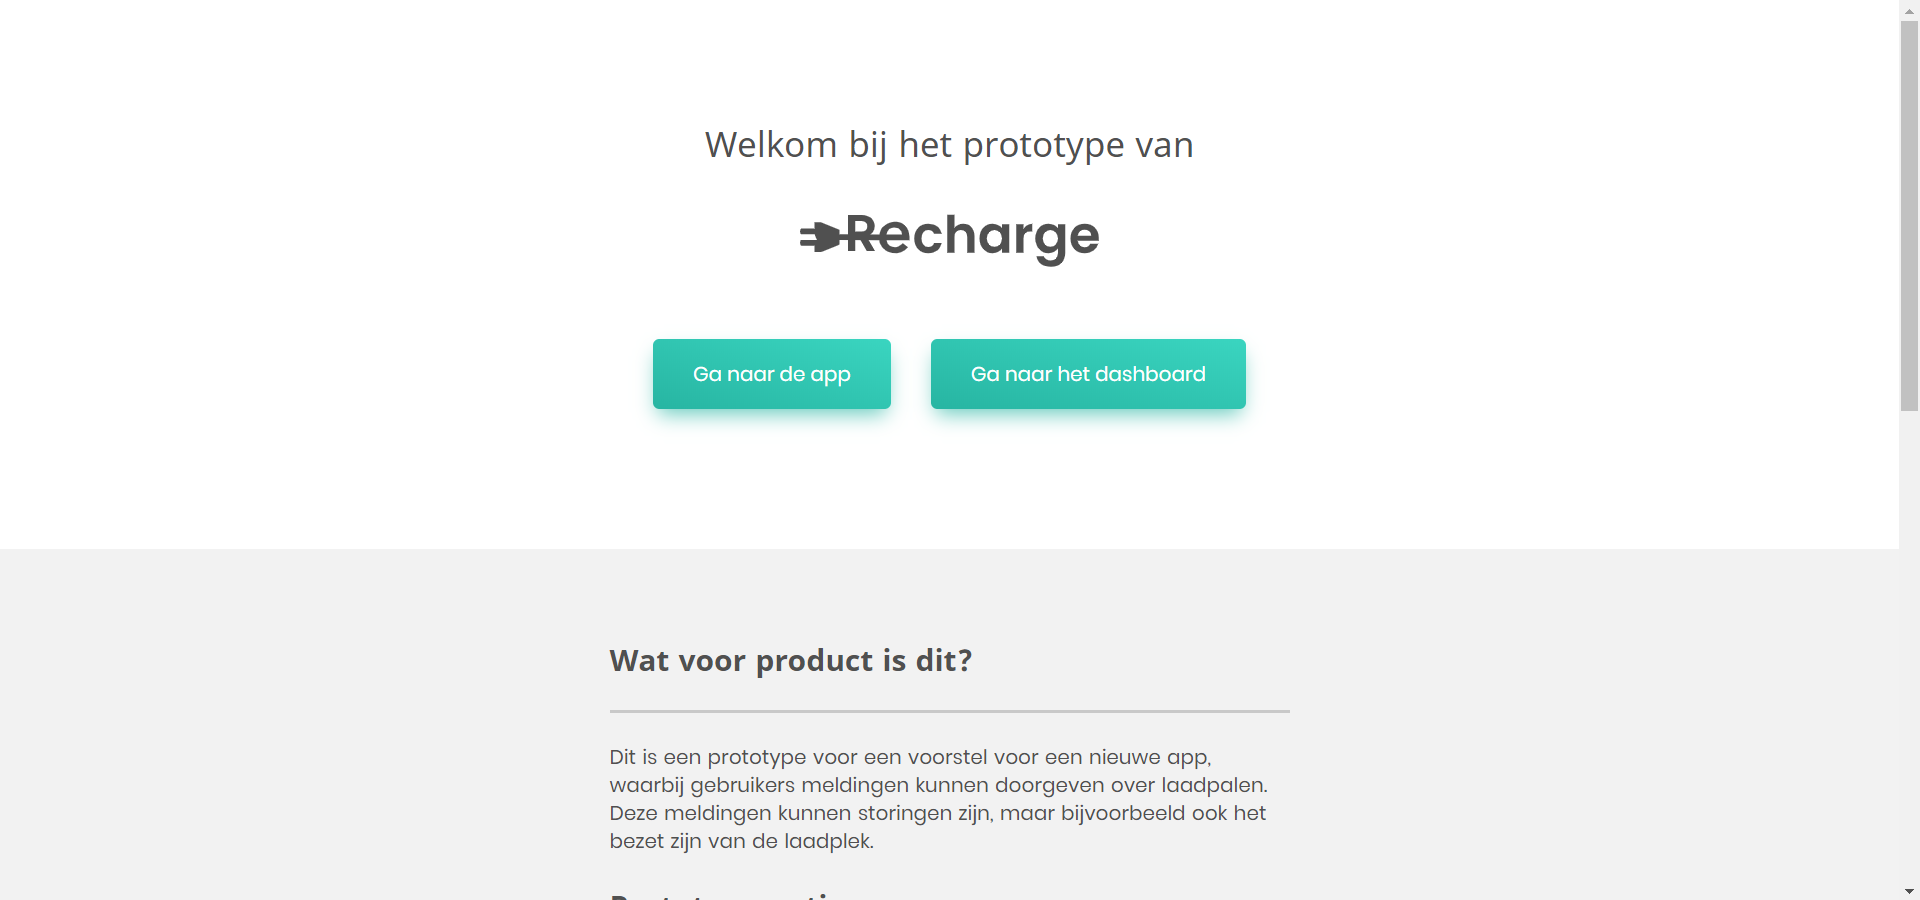 Welkom bij het prototype van
Recharge
Ga naar de app
Ga naar het dashboard
Wat voor product is dit?
Dit is een prototype voor een voorstel voor een nieuwe app,
waarbij gebruikers meldingen kunnen doorgeven over laadpalen.
Deze meldingen kunnen storingen zijn, maar bijvoorbeeld ook het
bezet zijn van de laadplek.